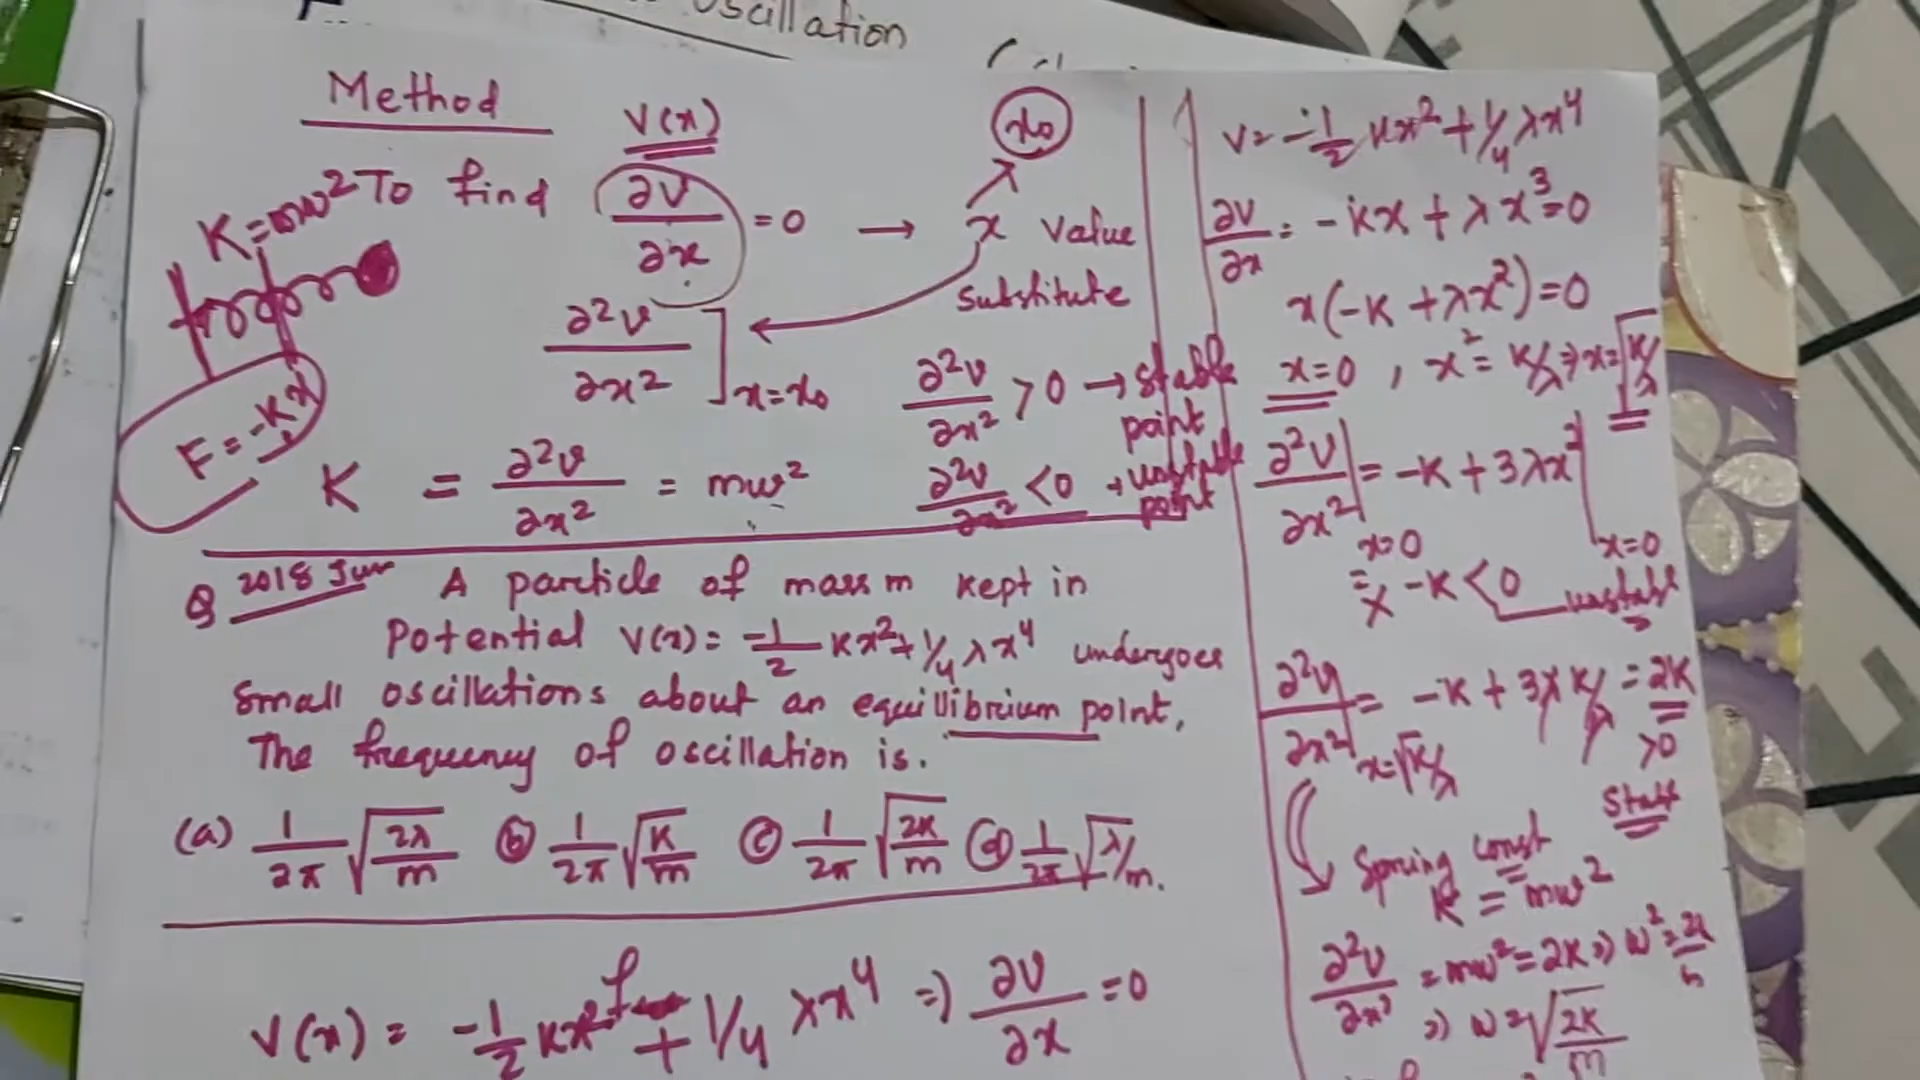 Oscillation
Method
V(x)
x₀
K=mω² To find ∂V/∂x =0 → x value
substitute
∂²V/∂x² ]x=x₀
∂²V/∂x² >0 → stable point
F=-Kx
K = ∂²V/∂x² = mω²
∂²V/∂x² <0 → unstable point
Q 2018 Jun A particle of mass m kept in
Potential V(x)= -1/2 Kx²+1/4 λx⁴ undergoes
Small oscillations about an equilibrium point,
The frequency of oscillation is.
(a) 1/2π √2λ/m (b) 1/2π √K/m (c) 1/2π √2K/m (d) 1/2π √λ/m.
V(x) = -1/2 Kx² + 1/4 λx⁴ ⇒ ∂V/∂x =0
V= -1/2 Kx²+1/4 λx⁴
∂V/∂x = -Kx + λx³=0
x(-K+λx²)=0
x=0, x²=K/λ ⇒ x=√K/λ
∂²V/∂x² |x=0 = -K+3λx² |x=0
= -K<0 unstable
∂²V/∂x² |x=√K/λ = -K+3λK/λ = 2K
>0
Spring const
K = mω²
∂²V/∂x² = mω²=2K ⇒ ω²=2K/m
⇒ ω=√2K/m